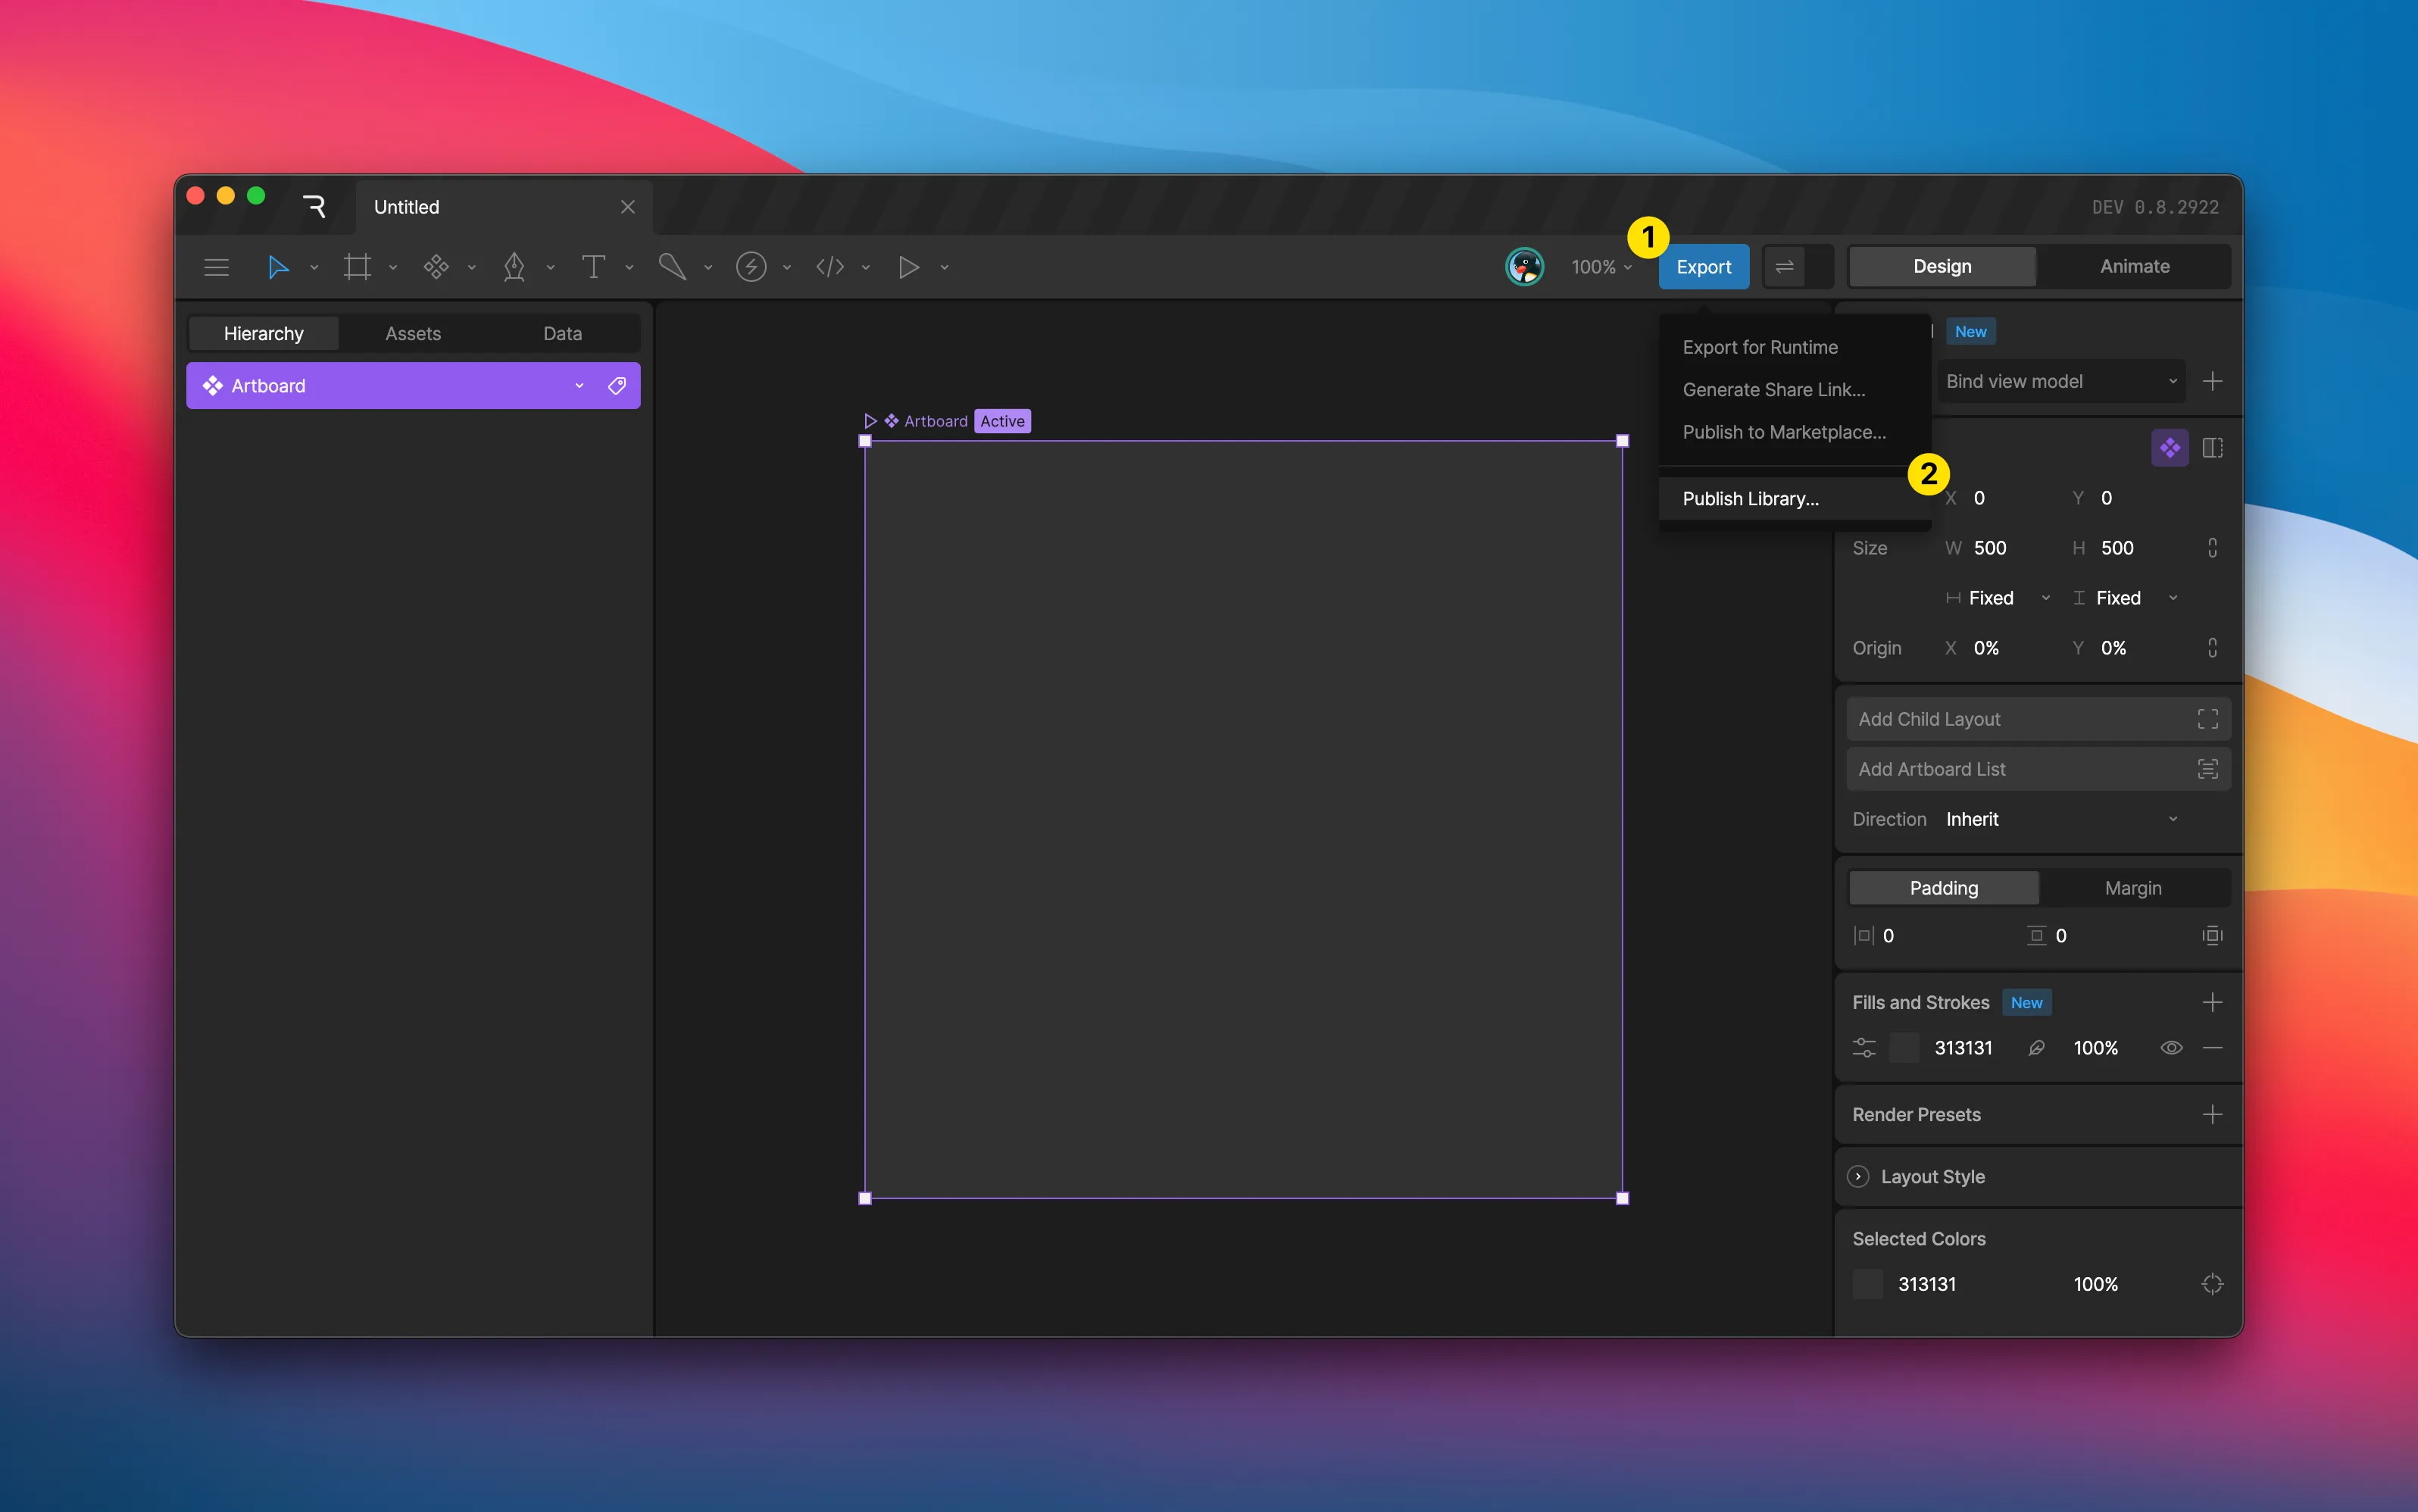 Untitled
DEV 0.8.2922
100%
1
Export
Design
Animate
Hierarchy
Assets
Data
Artboard
Artboard
Active
Export for Runtime
Generate Share Link...
Publish to Marketplace...
2
Publish Library...
New
Bind view model
X 0
Y 0
Size
W 500
H 500
Fixed
Fixed
Origin
X 0%
Y 0%
Add Child Layout
Add Artboard List
Direction
Inherit
Padding
Margin
0
0
Fills and Strokes
New
313131
100%
Render Presets
Layout Style
Selected Colors
313131
100%